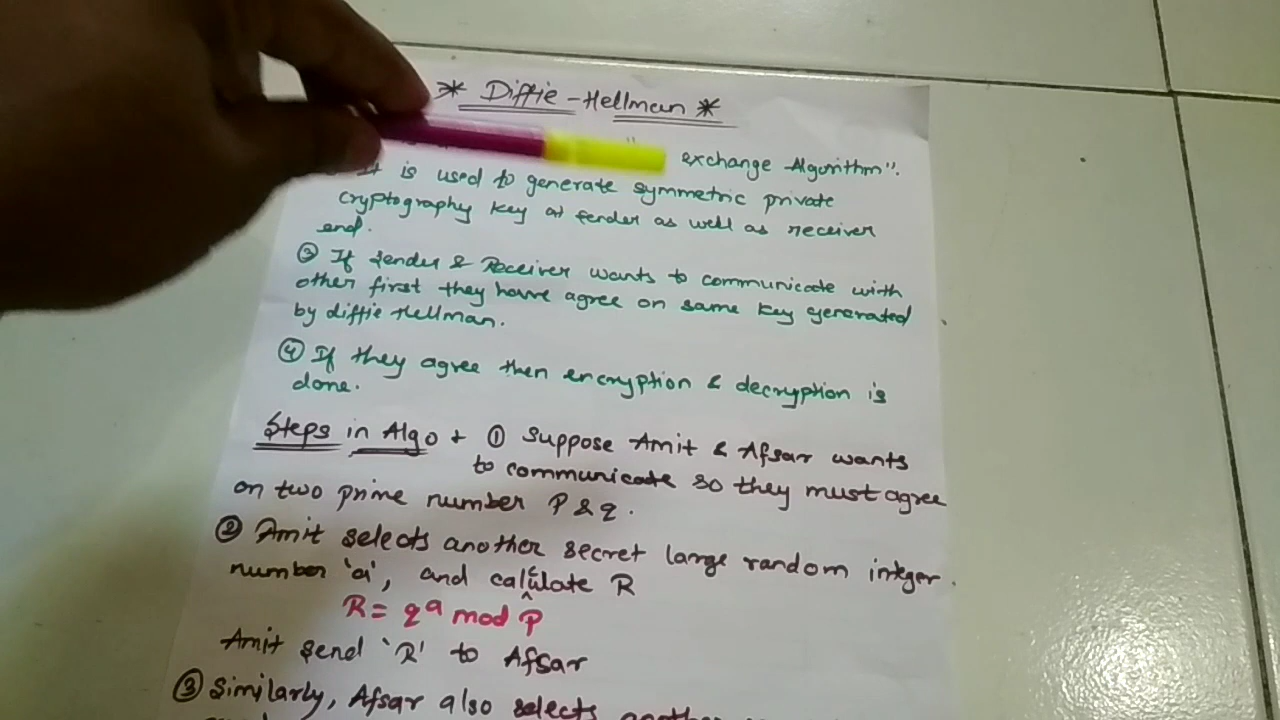 * Diffie-Hellman *
" exchange Algorithm".
It is used to generate symmetric private
cryptography key at sender as well as receiver
end.
③ If sender & Receiver wants to communicate with
other first they have agree on same key generated
by diffie Hellman.
④ If they agree then encryption & decryption is
done.
Steps in Algo + ① Suppose Amit & Afsar wants
to communicate so they must agree
on two prime number P & q.
② Amit selects another secret large random integer
number 'a', and calculate R
R = q^a mod P
Amit send 'R' to Afsar
③ Similarly, Afsar also selects another